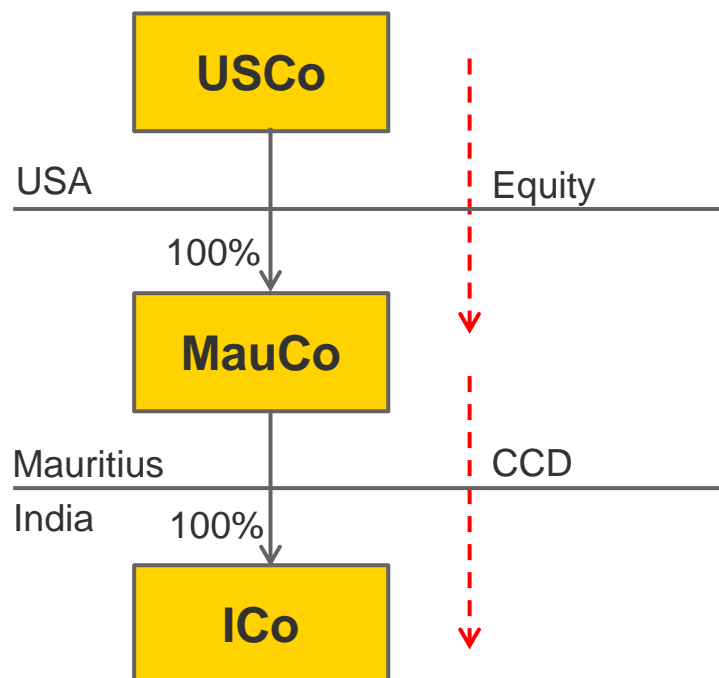 USCo
USA
Equity
100%
MauCo
Mauritius
CCD
India
100%
ICo